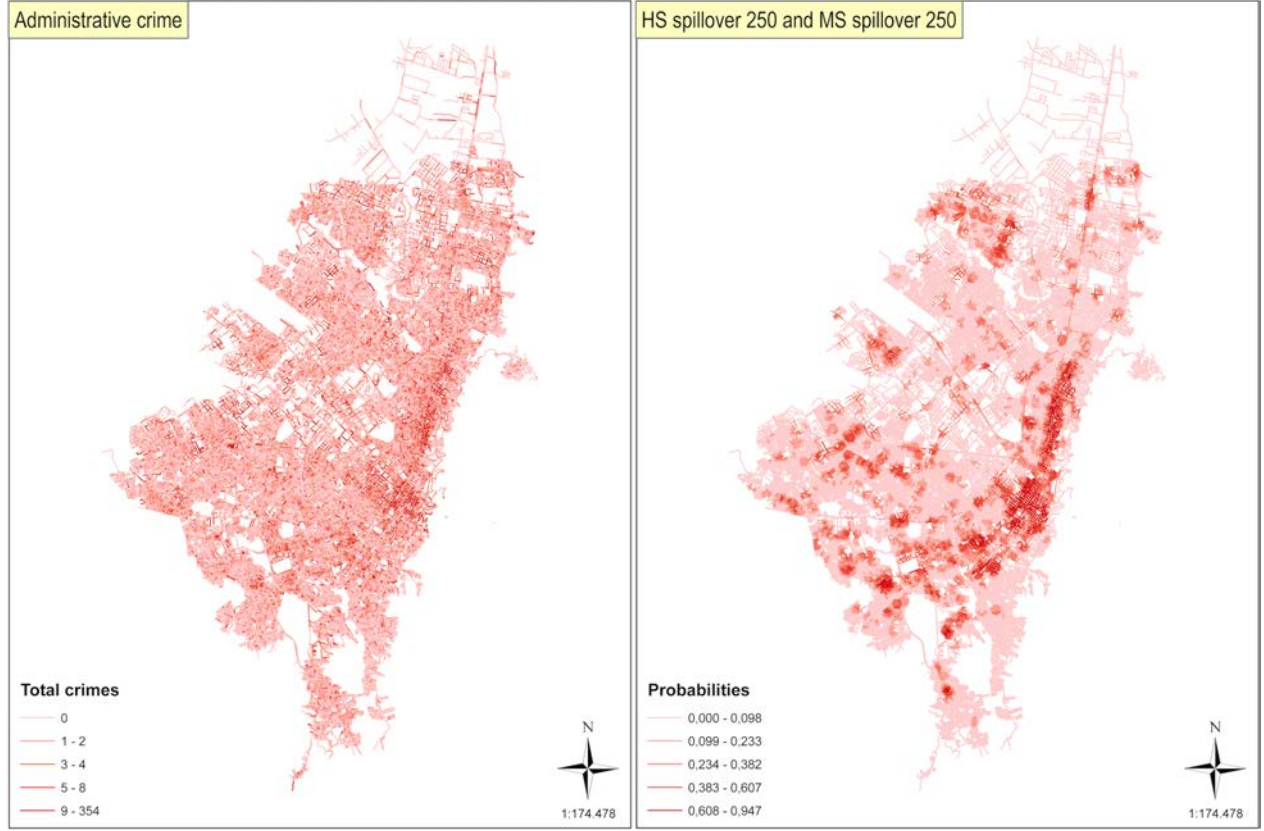 Administrative crime
Total crimes
0
1 - 2
3 - 4
5 - 8
9 - 354
N
1:174.478
HS spillover 250 and MS spillover 250
Probabilities
0,000 - 0,098
0,099 - 0,233
0,234 - 0,382
0,383 - 0,607
0,608 - 0,947
N
1:174.478